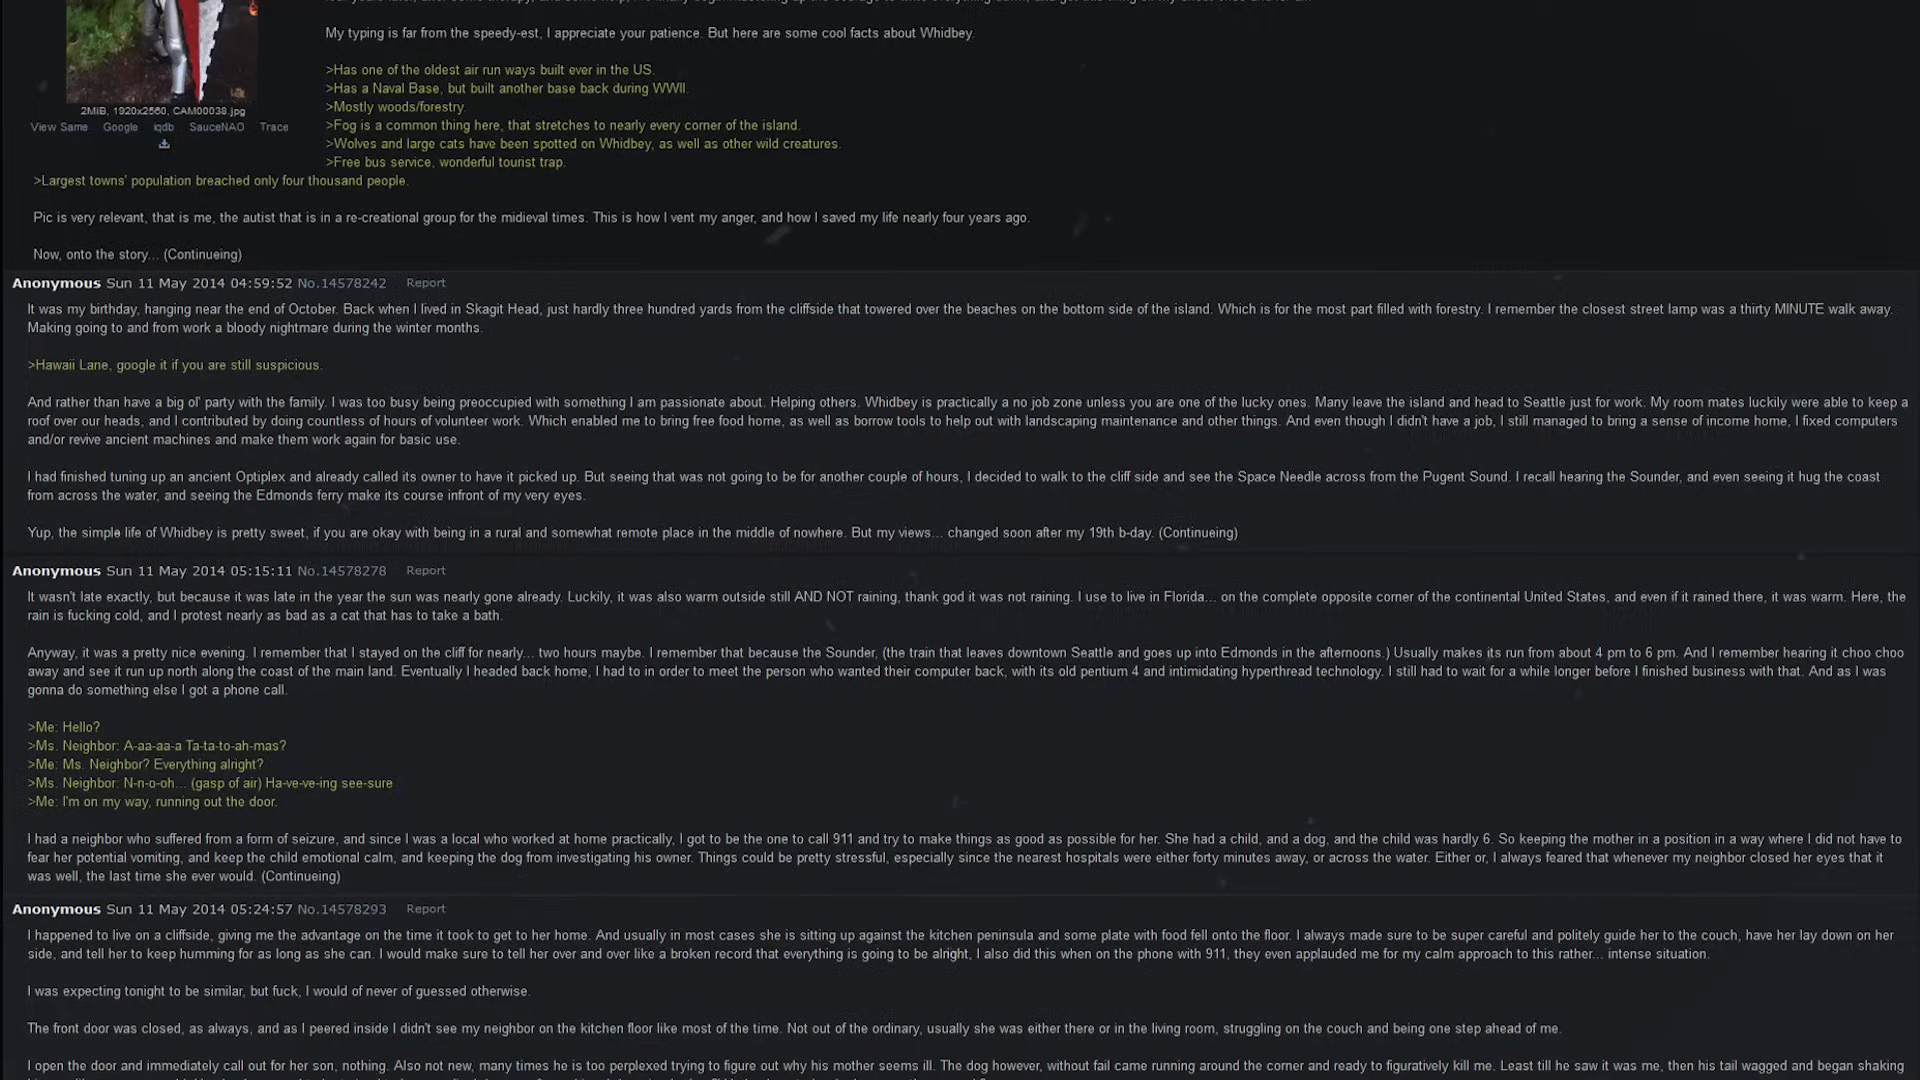 My typing is far from the speedy-est, I appreciate your patience. But here are some cool facts about Whidbey.
>Has one of the oldest air run ways built ever in the US.
>Has a Naval Base, but built another base back during WWII.
>Mostly woods/forestry.
2MiB, 1920x2560, CAM00038.jpg
>Fog is a common thing here, that stretches to nearly every corner of the island.
View Same Google iqdb SauceNAO Trace
>Wolves and large cats have been spotted on Whidbey, as well as other wild creatures.
>Free bus service, wonderful tourist trap.
>Largest towns' population breached only four thousand people.
Pic is very relevant, that is me, the autist that is in a re-creational group for the midieval times. This is how I vent my anger, and how I saved my life nearly four years ago.
Now, onto the story... (Continueing)
Anonymous Sun 11 May 2014 04:59:52 No.14578242 Report
It was my birthday, hanging near the end of October. Back when I lived in Skagit Head, just hardly three hundred yards from the cliffside that towered over the beaches on the bottom side of the island. Which is for the most part filled with forestry. I remember the closest street lamp was a thirty MINUTE walk away.
Making going to and from work a bloody nightmare during the winter months.
>Hawaii Lane, google it if you are still suspicious.
And rather than have a big ol' party with the family. I was too busy being preoccupied with something I am passionate about. Helping others. Whidbey is practically a no job zone unless you are one of the lucky ones. Many leave the island and head to Seattle just for work. My room mates luckily were able to keep a
roof over our heads, and I contributed by doing countless of hours of volunteer work. Which enabled me to bring free food home, as well as borrow tools to help out with landscaping maintenance and other things. And even though I didn't have a job, I still managed to bring a sense of income home, I fixed computers
and/or revive ancient machines and make them work again for basic use.
I had finished tuning up an ancient Optiplex and already called its owner to have it picked up. But seeing that was not going to be for another couple of hours, I decided to walk to the cliff side and see the Space Needle across from the Pugent Sound. I recall hearing the Sounder, and even seeing it hug the coast
from across the water, and seeing the Edmonds ferry make its course infront of my very eyes.
Yup, the simple life of Whidbey is pretty sweet, if you are okay with being in a rural and somewhat remote place in the middle of nowhere. But my views... changed soon after my 19th b-day. (Continueing)
Anonymous Sun 11 May 2014 05:15:11 No.14578278 Report
It wasn't late exactly, but because it was late in the year the sun was nearly gone already. Luckily, it was also warm outside still AND NOT raining, thank god it was not raining. I use to live in Florida... on the complete opposite corner of the continental United States, and even if it rained there, it was warm. Here, the
rain is fucking cold, and I protest nearly as bad as a cat that has to take a bath.
Anyway, it was a pretty nice evening. I remember that I stayed on the cliff for nearly... two hours maybe. I remember that because the Sounder, (the train that leaves downtown Seattle and goes up into Edmonds in the afternoons.) Usually makes its run from about 4 pm to 6 pm. And I remember hearing it choo choo
away and see it run up north along the coast of the main land. Eventually I headed back home, I had to in order to meet the person who wanted their computer back, with its old pentium 4 and intimidating hyperthread technology. I still had to wait for a while longer before I finished business with that. And as I was
gonna do something else I got a phone call.
>Me: Hello?
>Ms. Neighbor: A-aa-aa-a Ta-ta-to-ah-mas?
>Me: Ms. Neighbor? Everything alright?
>Ms. Neighbor: N-n-o-oh... (gasp of air) Ha-ve-ve-ing see-sure
>Me: I'm on my way, running out the door.
I had a neighbor who suffered from a form of seizure, and since I was a local who worked at home practically, I got to be the one to call 911 and try to make things as good as possible for her. She had a child, and a dog, and the child was hardly 6. So keeping the mother in a position in a way where I did not have to
fear her potential vomiting, and keep the child emotional calm, and keeping the dog from investigating his owner. Things could be pretty stressful, especially since the nearest hospitals were either forty minutes away, or across the water. Either or, I always feared that whenever my neighbor closed her eyes that it
was well, the last time she ever would. (Continueing)
Anonymous Sun 11 May 2014 05:24:57 No.14578293 Report
I happened to live on a cliffside, giving me the advantage on the time it took to get to her home. And usually in most cases she is sitting up against the kitchen peninsula and some plate with food fell onto the floor. I always made sure to be super careful and politely guide her to the couch, have her lay down on her
side, and tell her to keep humming for as long as she can. I would make sure to tell her over and over like a broken record that everything is going to be alright, I also did this when on the phone with 911, they even applauded me for my calm approach to this rather... intense situation.
I was expecting tonight to be similar, but fuck, I would of never of guessed otherwise.
The front door was closed, as always, and as I peered inside I didn't see my neighbor on the kitchen floor like most of the time. Not out of the ordinary, usually she was either there or in the living room, struggling on the couch and being one step ahead of me.
I open the door and immediately call out for her son, nothing. Also not new, many times he is too perplexed trying to figure out why his mother seems ill. The dog however, without fail came running around the corner and ready to figuratively kill me. Least till he saw it was me, then his tail wagged and began shaking